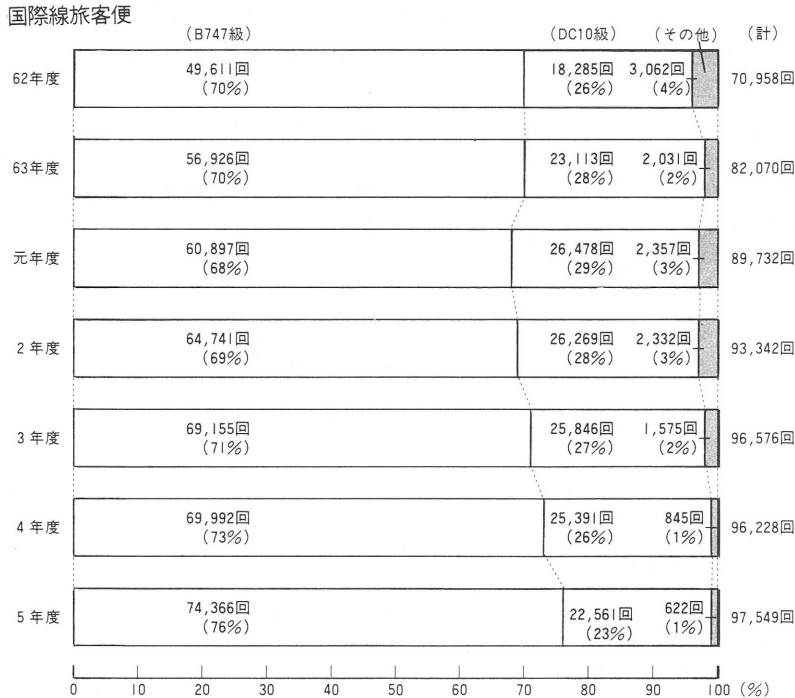 国際線旅客便
(B747級) (DC10級) (その他) (計)
49,611回 18,285回 3,062回
62年度 70,958回
(70%) (26%) (4%)
56,926回 23,113回 2,031回
63年度 82,070回
(70%) (28%) (2%)
60,897回 26,478回 2,357回
元年度 89,732回
(68%) (29%) (3%)
64,741回 26,269回 2,332回
2年度 93,342回
(69%) (28%) (3%)
69,155回 25,846回 1,575回
3年度 96,576回
(71%) (27%) (2%)
69,992回 25,391回 845回
4年度 96,228回
(73%) (26%) (1%)
74,366回 22,561回 622回
5年度 97,549回
(76%) (23%) (1%)
0 10 20 30 40 50 60 70 80 90 100 (%)